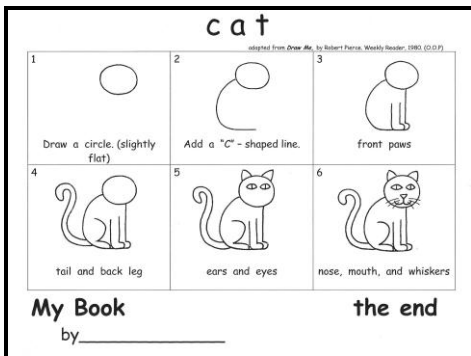 cat
adapted from Draw Me, by Robert Pierce, Weekly Reader, 1980. (O.O.P)
1
2
3
Draw a circle. (slightly
flat)
Add a "C" - shaped line.
front paws
4
5
6
tail and back leg
ears and eyes
nose, mouth, and whiskers
My Book
the end
by